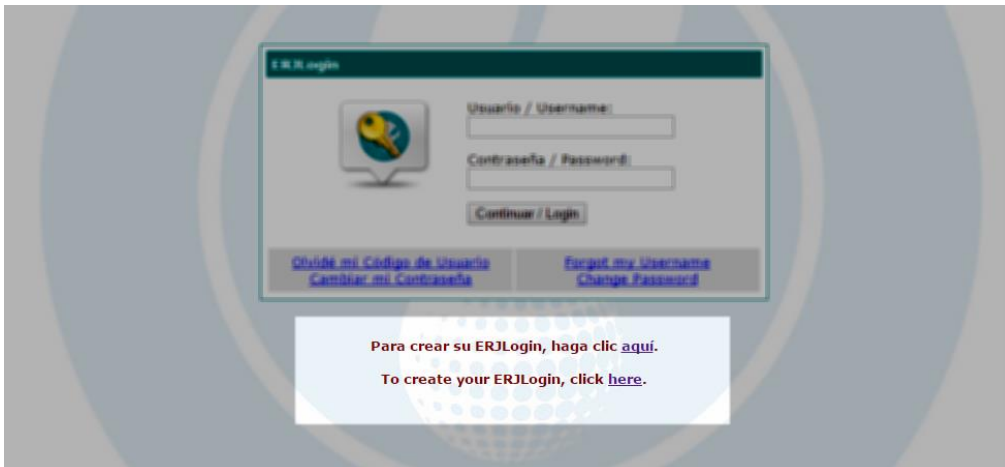 ERJLogin
Usuario / Username:
Contraseña / Password:
Continuar / Login
Olvidé mi Código de Usuario
Cambiar mi Contraseña
Forgot my Username
Change Password
Para crear su ERJLogin, haga clic aquí.
To create your ERJLogin, click here.